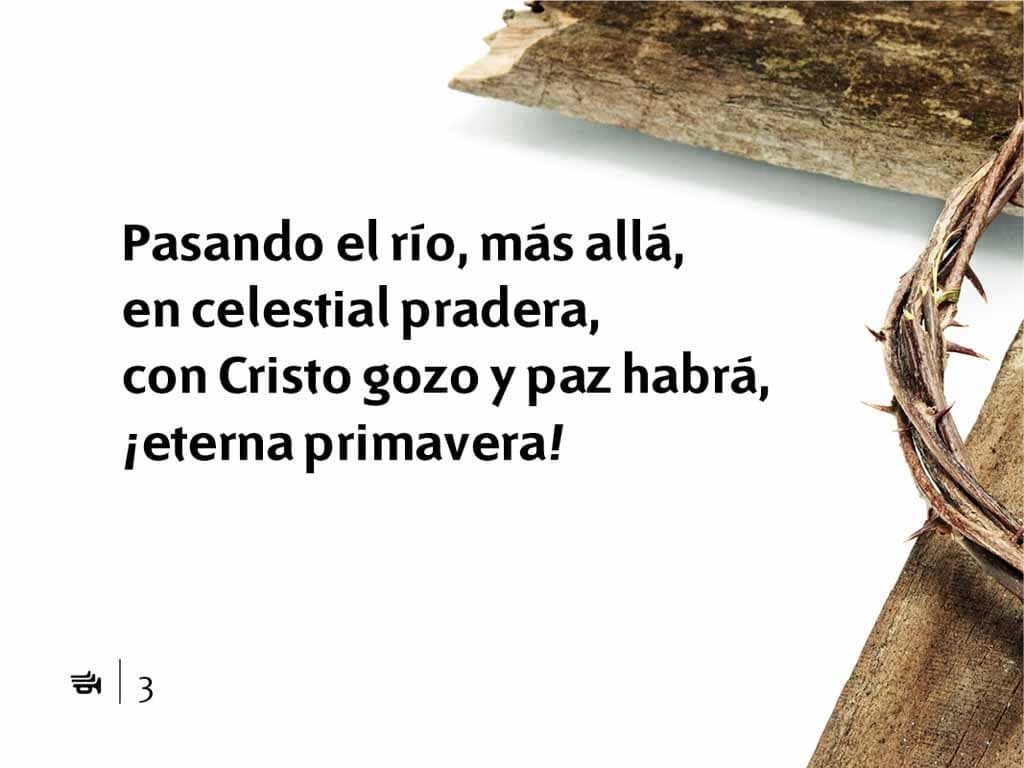 Pasando el río, más allá,
en celestial pradera,
con Cristo gozo y paz habrá,
¡eterna primavera!
3